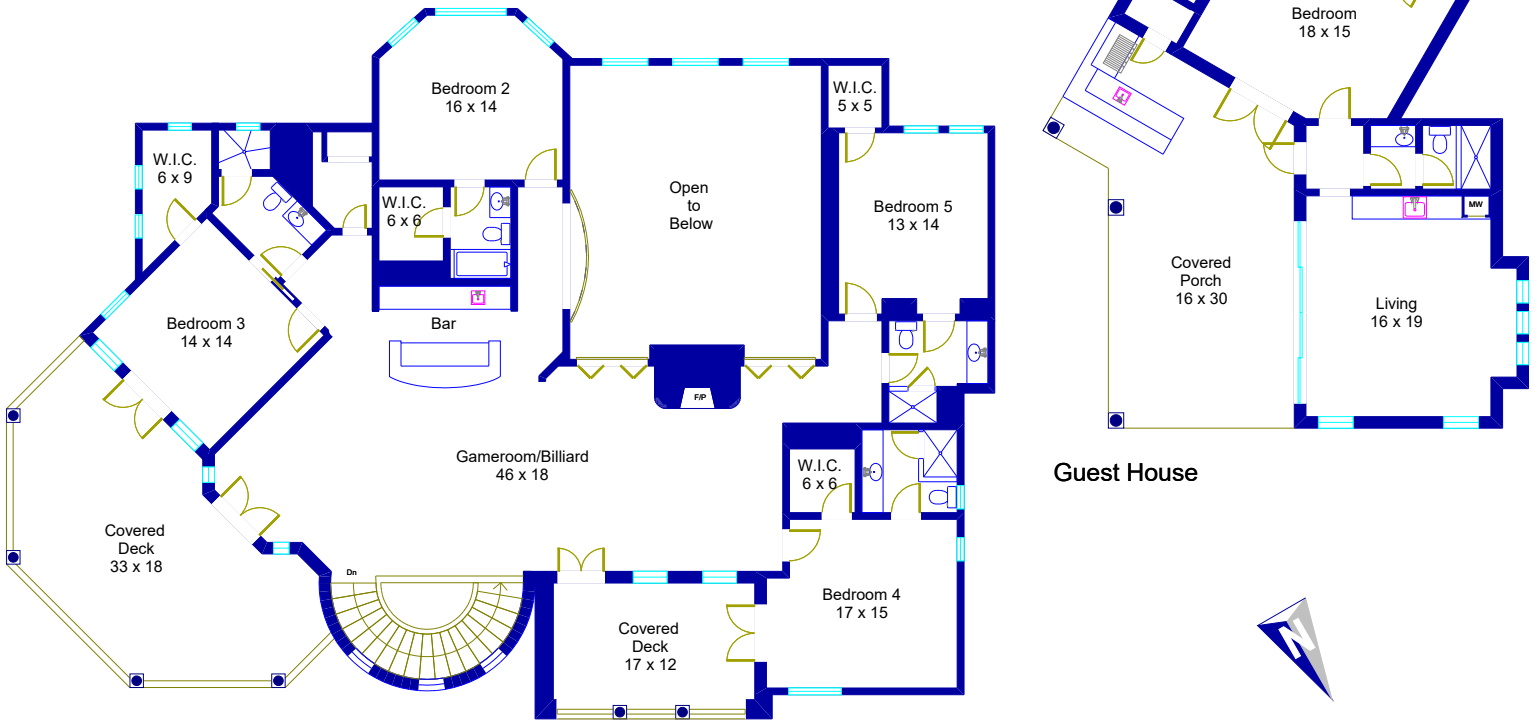 Bedroom
18 x 15
Bedroom 2
16 x 14
W.I.C.
5 x 5
W.I.C.
6 x 9
W.I.C.
6 x 6
Open
to
Below
Bedroom 5
13 x 14
MW
Covered
Porch
16 x 30
Living
16 x 19
Bedroom 3
14 x 14
Bar
F/P
Gameroom/Billiard
46 x 18
W.I.C.
6 x 6
Guest House
Covered
Deck
33 x 18
Dn
Bedroom 4
17 x 15
Covered
Deck
17 x 12
N